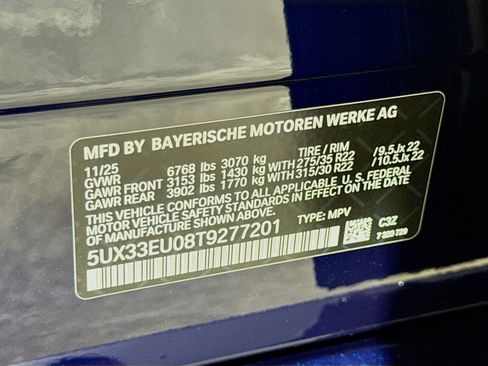 MFD BY BAYERISCHE MOTOREN WERKE AG
11/25 TIRE / RIM
GVWR 6768 lbs 3070 kg
GAWR FRONT 3153 lbs 1430 kg WITH 275/35 R22 /9.5Jx 22
GAWR REAR 3902 lbs 1770 kg WITH 315/30 R22 /10.5Jx 22
THIS VEHICLE CONFORMS TO ALL APPLICABLE FEDERAL
MOTOR VEHICLE SAFETY STANDARDS IN EFFECT ON THE DATE
OF MANUFACTURE SHOWN ABOVE.
5UX33EU08T9277201 TYPE: MPV C3Z
7 320 720